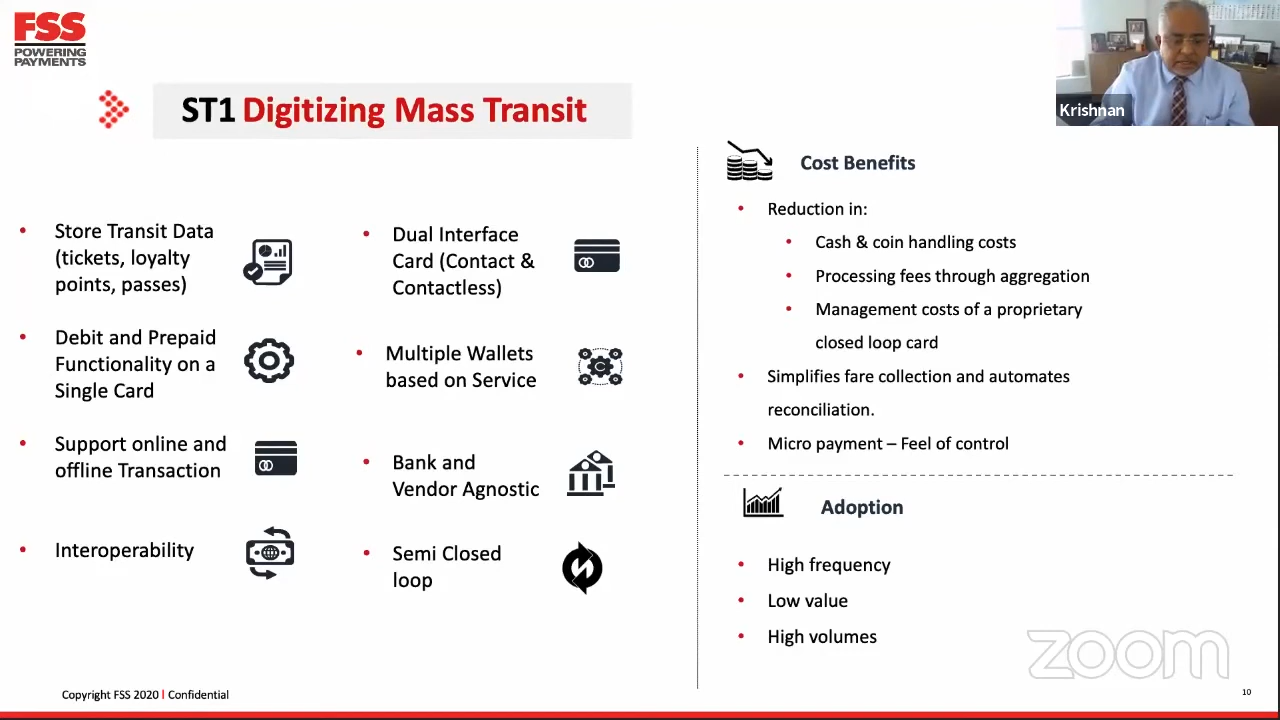 FSS
POWERING
PAYMENTS
Krishnan
ST1 Digitizing Mass Transit
• Store Transit Data
(tickets, loyalty
points, passes)
• Debit and Prepaid
Functionality on a
Single Card
• Support online and
offline Transaction
• Interoperability
• Dual Interface
Card (Contact &
Contactless)
• Multiple Wallets
based on Service
• Bank and
Vendor Agnostic
• Semi Closed
loop
Cost Benefits
• Reduction in:
• Cash & coin handling costs
• Processing fees through aggregation
• Management costs of a proprietary
closed loop card
• Simplifies fare collection and automates
reconciliation.
• Micro payment – Feel of control
Adoption
• High frequency
• Low value
• High volumes
zoom
Copyright FSS 2020 I Confidential
10